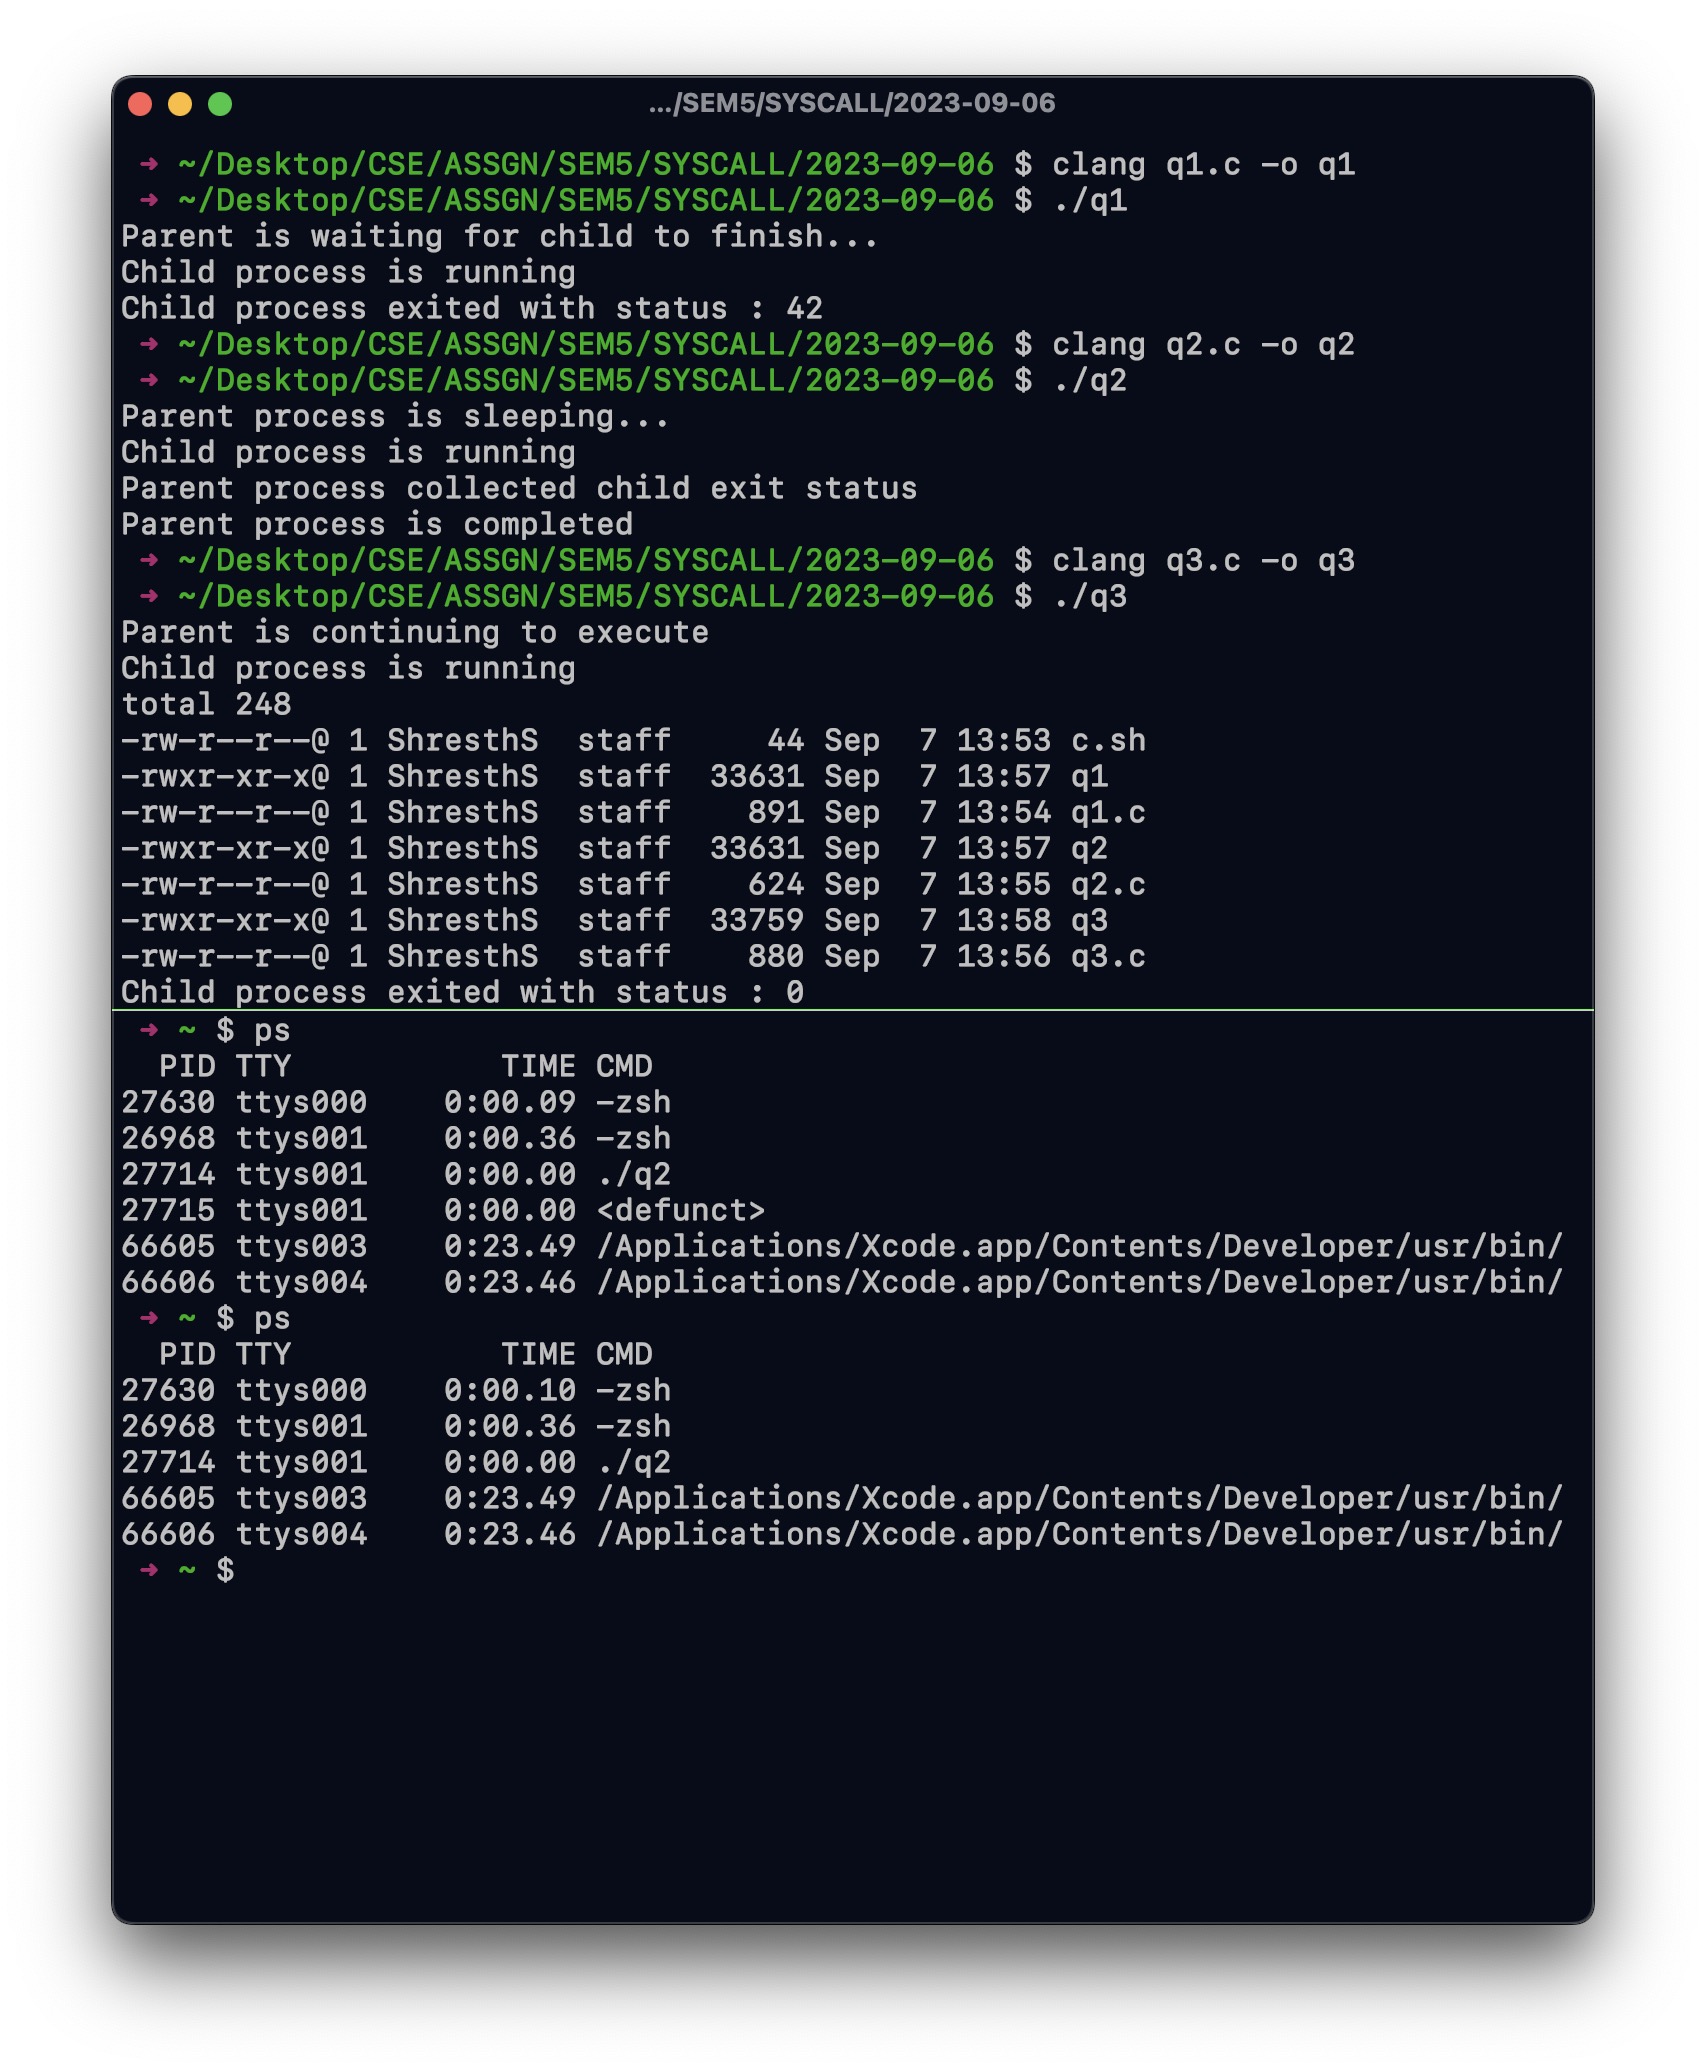 .../SEM5/SYSCALL/2023-09-06
➜ ~/Desktop/CSE/ASSGN/SEM5/SYSCALL/2023-09-06 $ clang q1.c -o q1
➜ ~/Desktop/CSE/ASSGN/SEM5/SYSCALL/2023-09-06 $ ./q1
Parent is waiting for child to finish...
Child process is running
Child process exited with status : 42
➜ ~/Desktop/CSE/ASSGN/SEM5/SYSCALL/2023-09-06 $ clang q2.c -o q2
➜ ~/Desktop/CSE/ASSGN/SEM5/SYSCALL/2023-09-06 $ ./q2
Parent process is sleeping...
Child process is running
Parent process collected child exit status
Parent process is completed
➜ ~/Desktop/CSE/ASSGN/SEM5/SYSCALL/2023-09-06 $ clang q3.c -o q3
➜ ~/Desktop/CSE/ASSGN/SEM5/SYSCALL/2023-09-06 $ ./q3
Parent is continuing to execute
Child process is running
total 248
-rw-r--r--@ 1 ShresthS  staff     44 Sep  7 13:53 c.sh
-rwxr-xr-x@ 1 ShresthS  staff  33631 Sep  7 13:57 q1
-rw-r--r--@ 1 ShresthS  staff    891 Sep  7 13:54 q1.c
-rwxr-xr-x@ 1 ShresthS  staff  33631 Sep  7 13:57 q2
-rw-r--r--@ 1 ShresthS  staff    624 Sep  7 13:55 q2.c
-rwxr-xr-x@ 1 ShresthS  staff  33759 Sep  7 13:58 q3
-rw-r--r--@ 1 ShresthS  staff    880 Sep  7 13:56 q3.c
Child process exited with status : 0
➜ ~ $ ps
  PID TTY           TIME CMD
27630 ttys000    0:00.09 -zsh
26968 ttys001    0:00.36 -zsh
27714 ttys001    0:00.00 ./q2
27715 ttys001    0:00.00 <defunct>
66605 ttys003    0:23.49 /Applications/Xcode.app/Contents/Developer/usr/bin/
66606 ttys004    0:23.46 /Applications/Xcode.app/Contents/Developer/usr/bin/
➜ ~ $ ps
  PID TTY           TIME CMD
27630 ttys000    0:00.10 -zsh
26968 ttys001    0:00.36 -zsh
27714 ttys001    0:00.00 ./q2
66605 ttys003    0:23.49 /Applications/Xcode.app/Contents/Developer/usr/bin/
66606 ttys004    0:23.46 /Applications/Xcode.app/Contents/Developer/usr/bin/
➜ ~ $